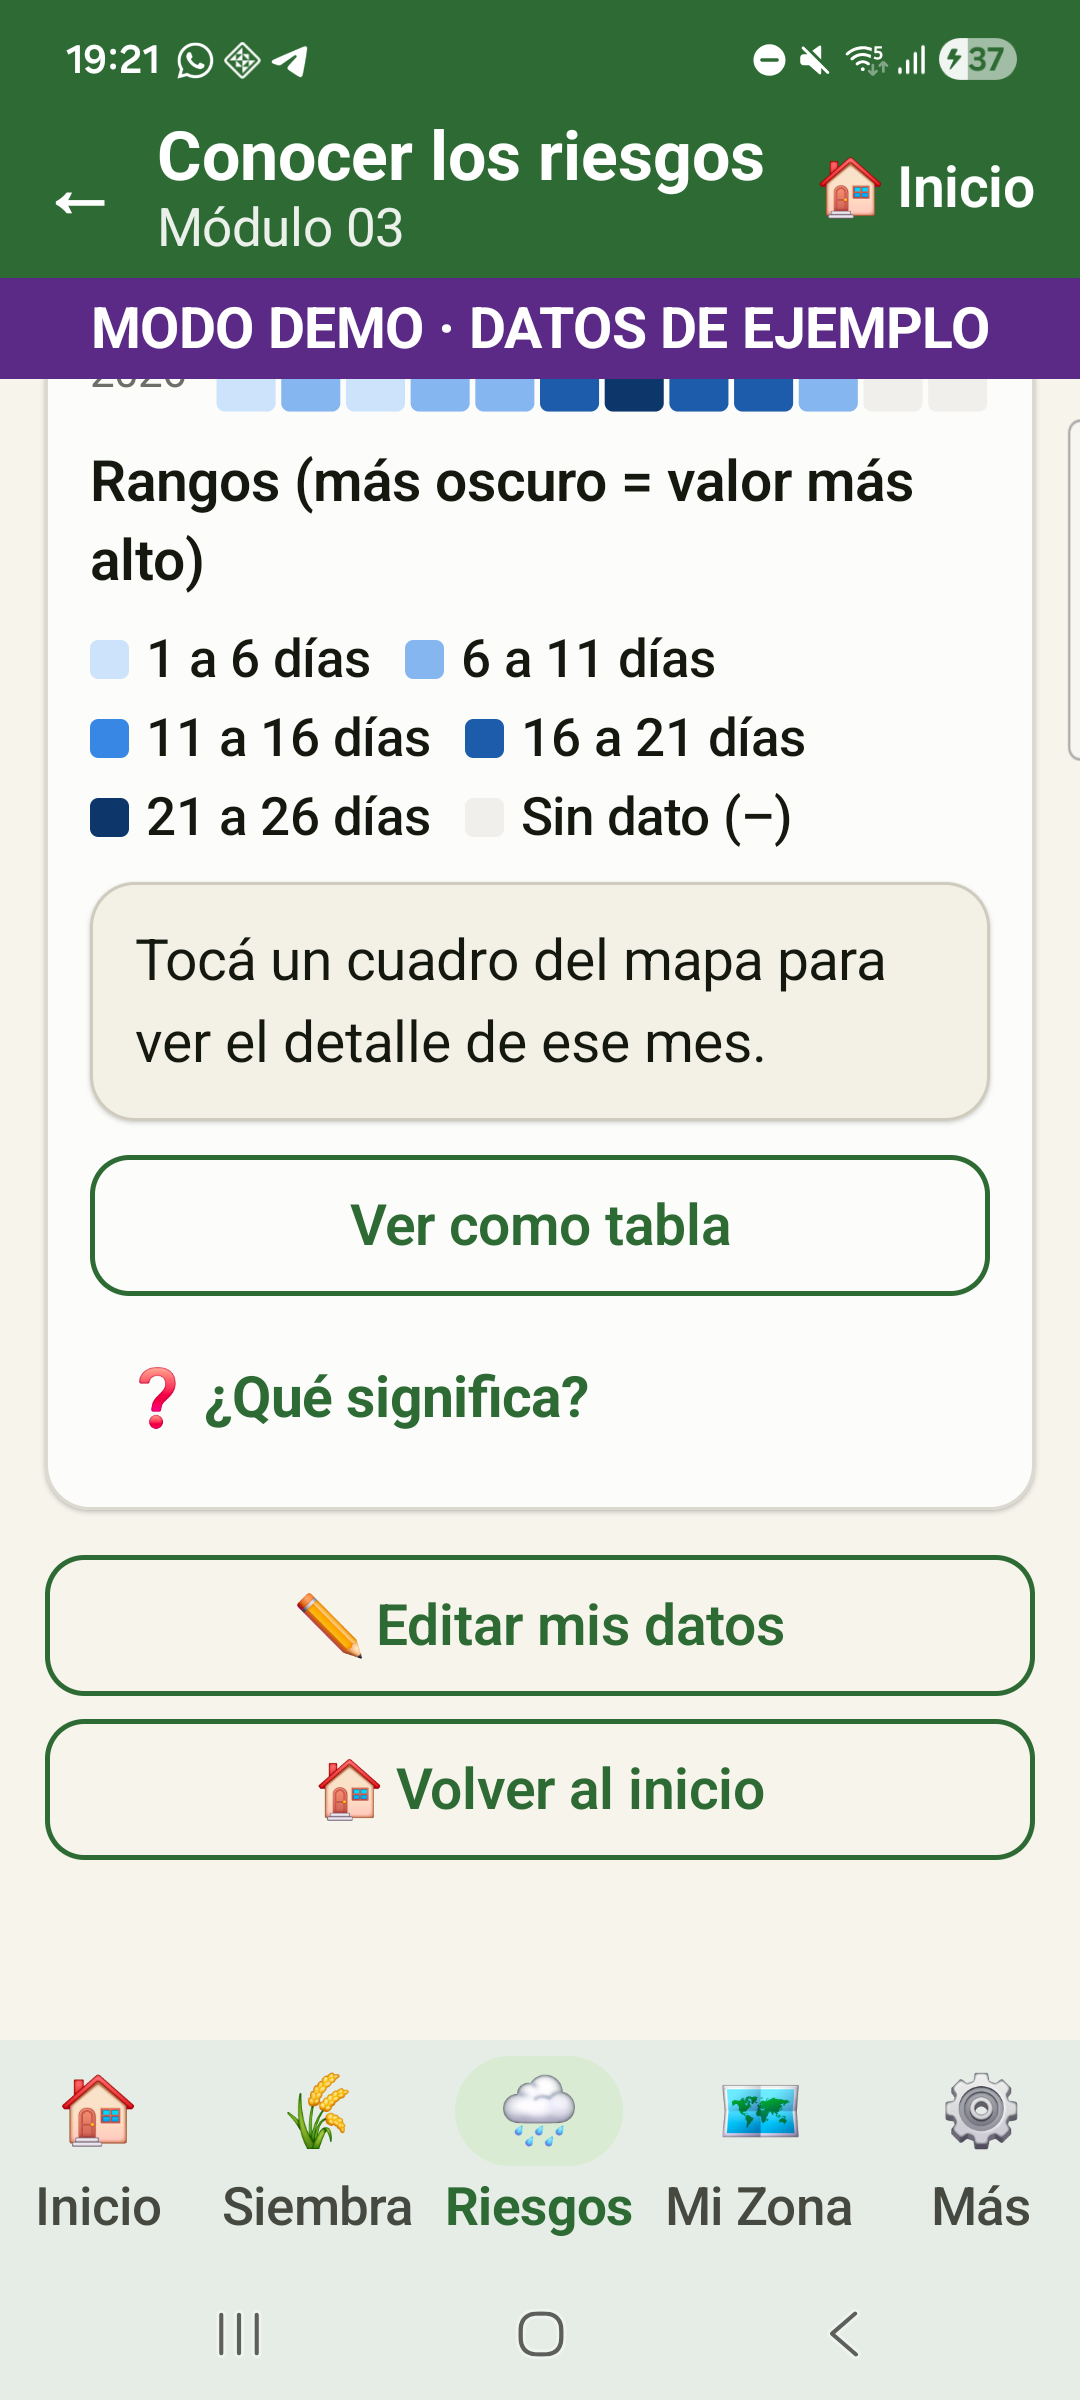 19:21
5
37
Conocer los riesgos
Módulo 03
Inicio
MODO DEMO · DATOS DE EJEMPLO
Rangos (más oscuro = valor más
alto)
1 a 6 días 6 a 11 días
11 a 16 días 16 a 21 días
21 a 26 días Sin dato (–)
Tocá un cuadro del mapa para
ver el detalle de ese mes.
Ver como tabla
❓ ¿Qué significa?
Editar mis datos
Volver al inicio
Inicio Siembra Riesgos Mi Zona Más